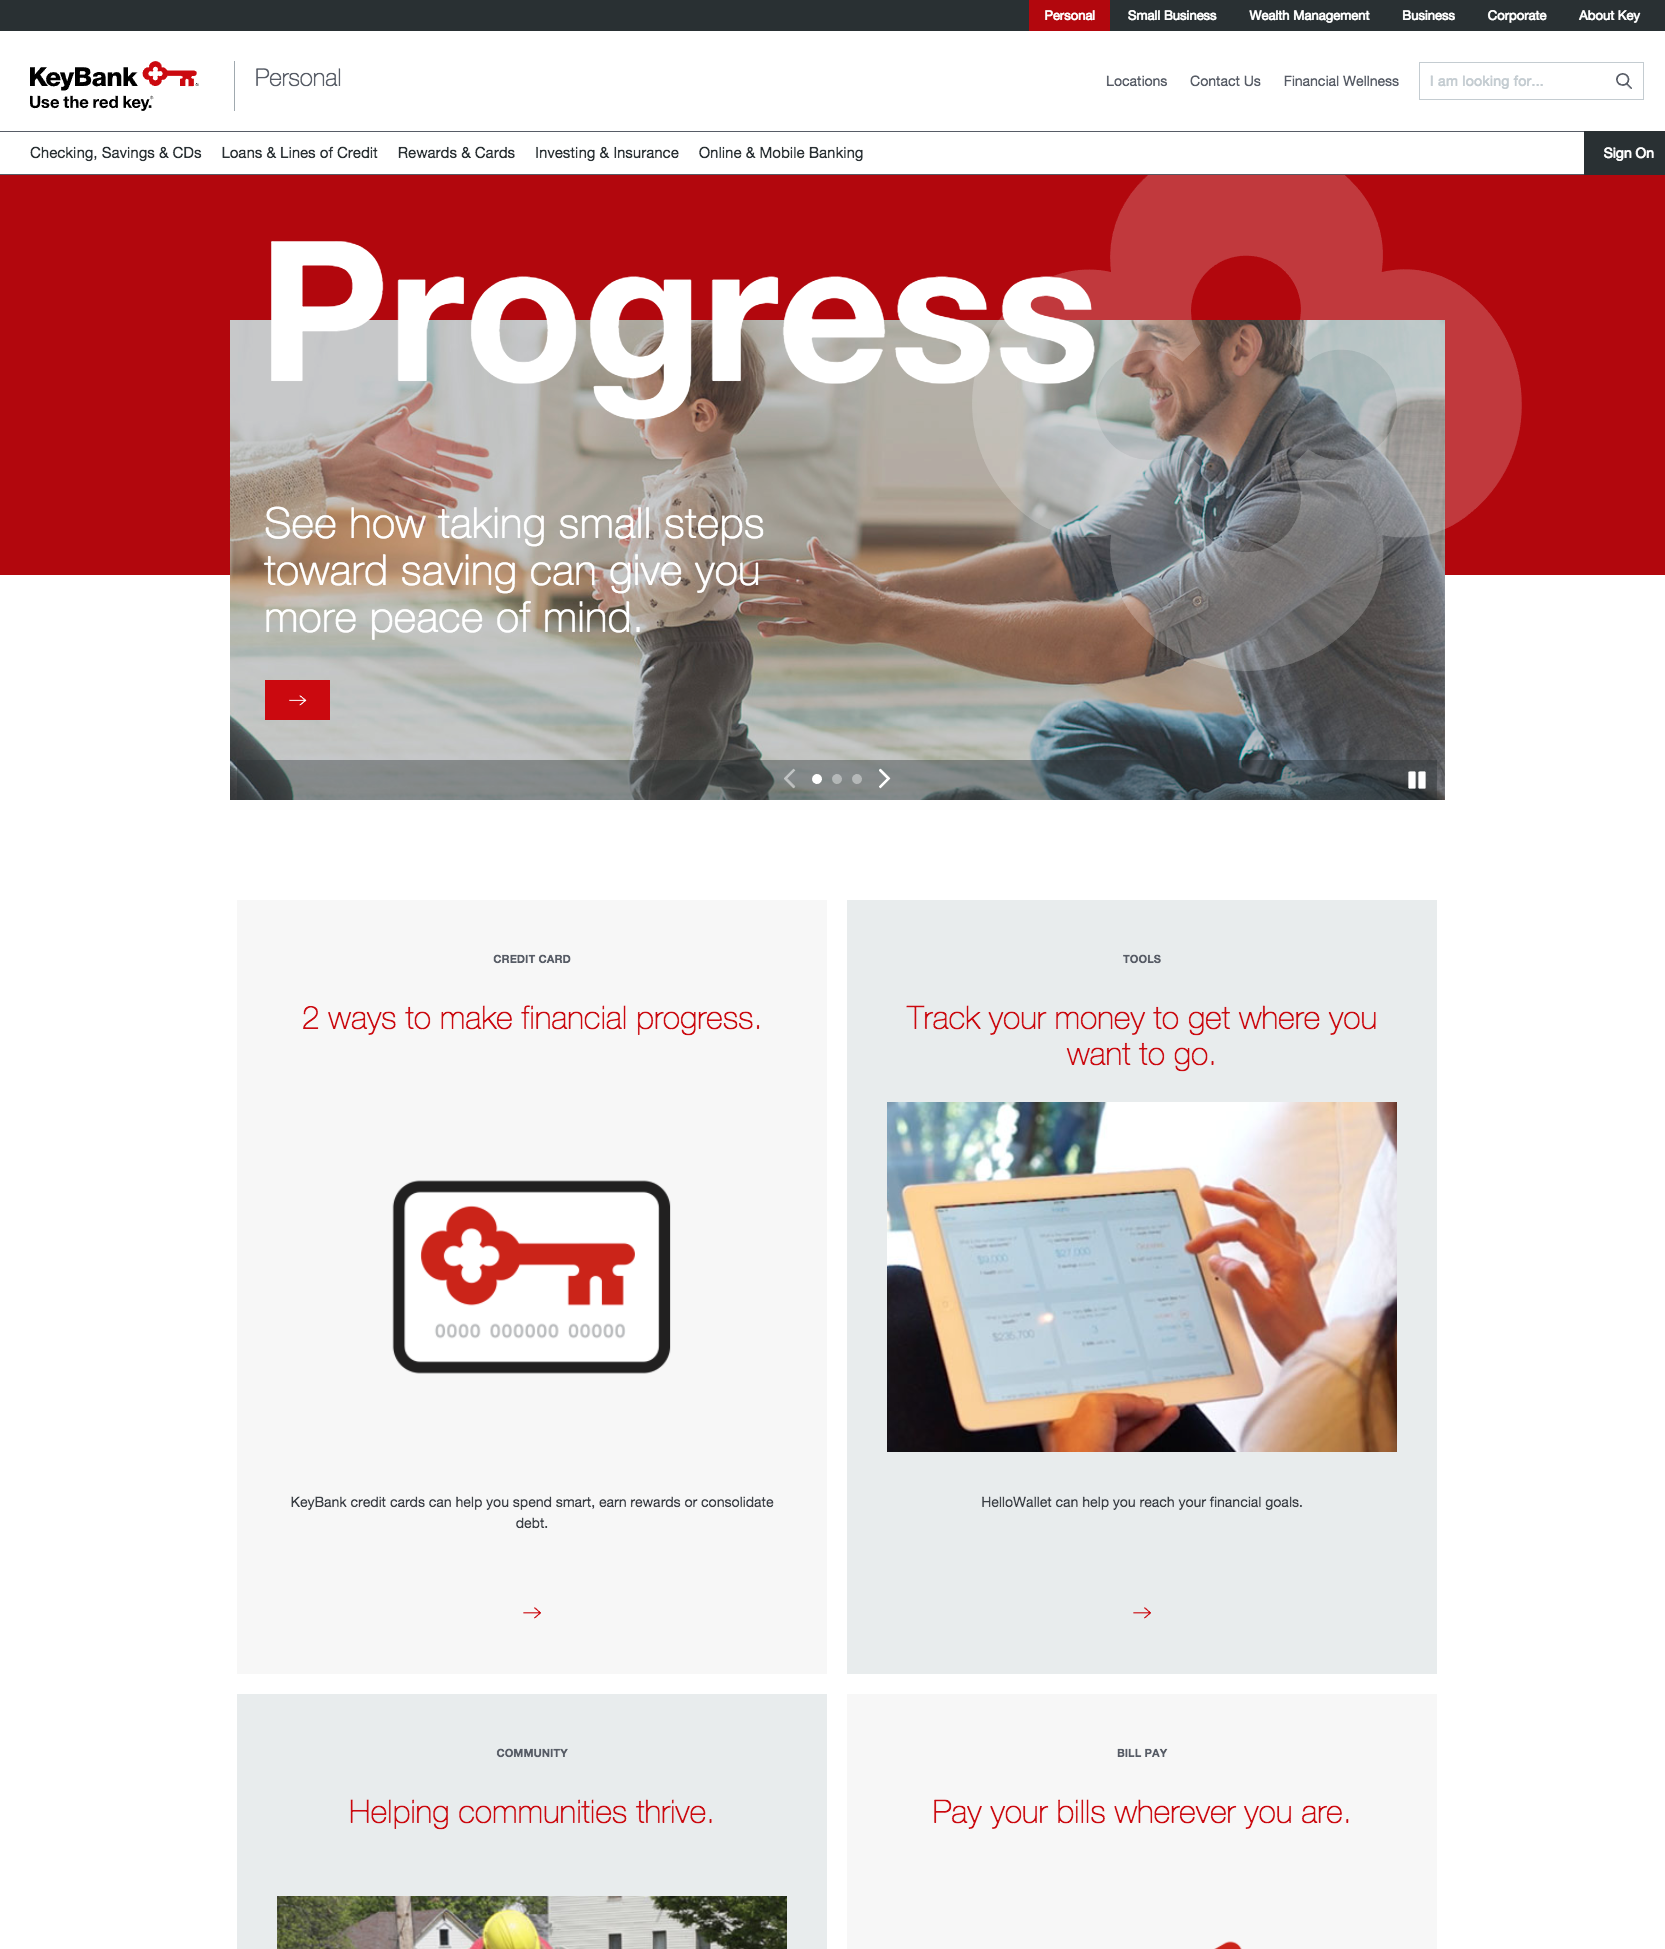 Personal Small Business Wealth Management Business Corporate About Key
KeyBank
Use the red key.®
Personal
Locations Contact Us Financial Wellness I am looking for...
Checking, Savings & CDs Loans & Lines of Credit Rewards & Cards Investing & Insurance Online & Mobile Banking Sign On
Progress
See how taking small steps
toward saving can give you
more peace of mind.
CREDIT CARD
2 ways to make financial progress.
0000 000000 00000
KeyBank credit cards can help you spend smart, earn rewards or consolidate
debt.
TOOLS
Track your money to get where you
want to go.
$9,000
$27,000
HelloWallet can help you reach your financial goals.
COMMUNITY
Helping communities thrive.
BILL PAY
Pay your bills wherever you are.